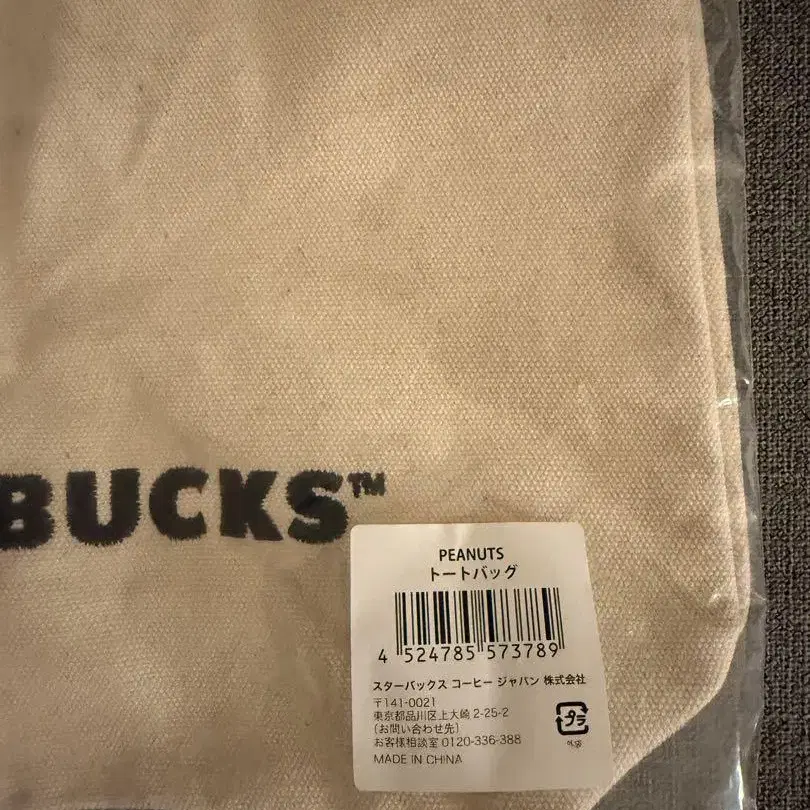 BUCKS™
PEANUTS
トートバッグ
4 524785 573789
スターバックス コーヒー ジャパン 株式会社
〒141-0021
東京都品川区上大崎 2-25-2
(お問い合わせ先)
お客様相談室 0120-336-388
MADE IN CHINA
プラ
外袋